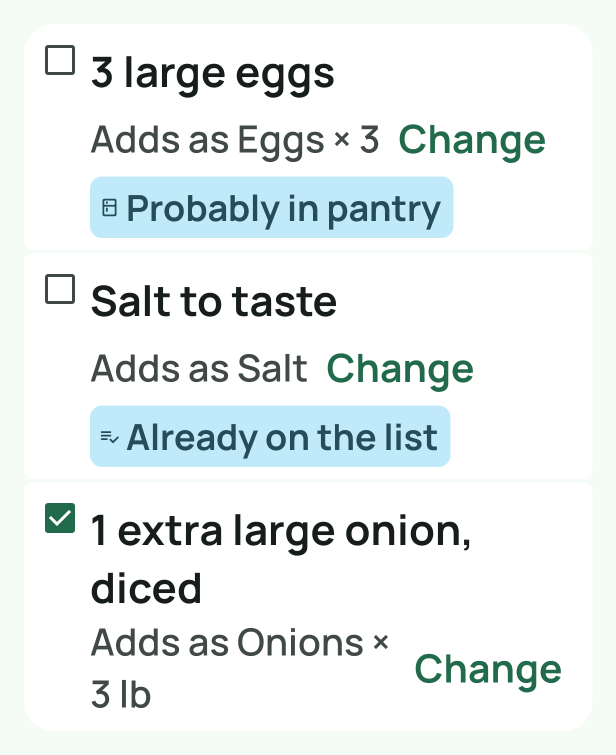 3 large eggs
Adds as Eggs × 3 Change
Probably in pantry
Salt to taste
Adds as Salt Change
Already on the list
1 extra large onion,
diced
Adds as Onions ×
3 lb
Change